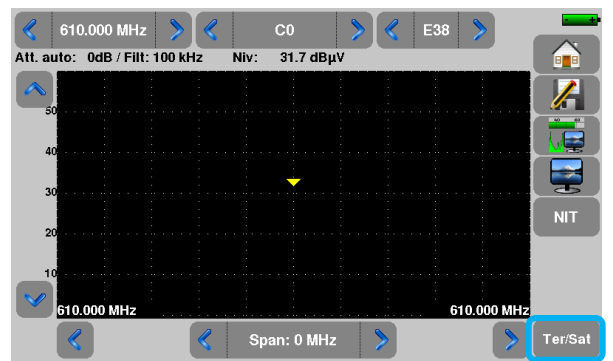 610.000 MHz C0 E38
Att. auto: 0dB / Filt: 100 kHz Niv: 31.7 dBµV
50
40
30
20
10
NIT
610.000 MHz 610.000 MHz
Span: 0 MHz
Ter/Sat